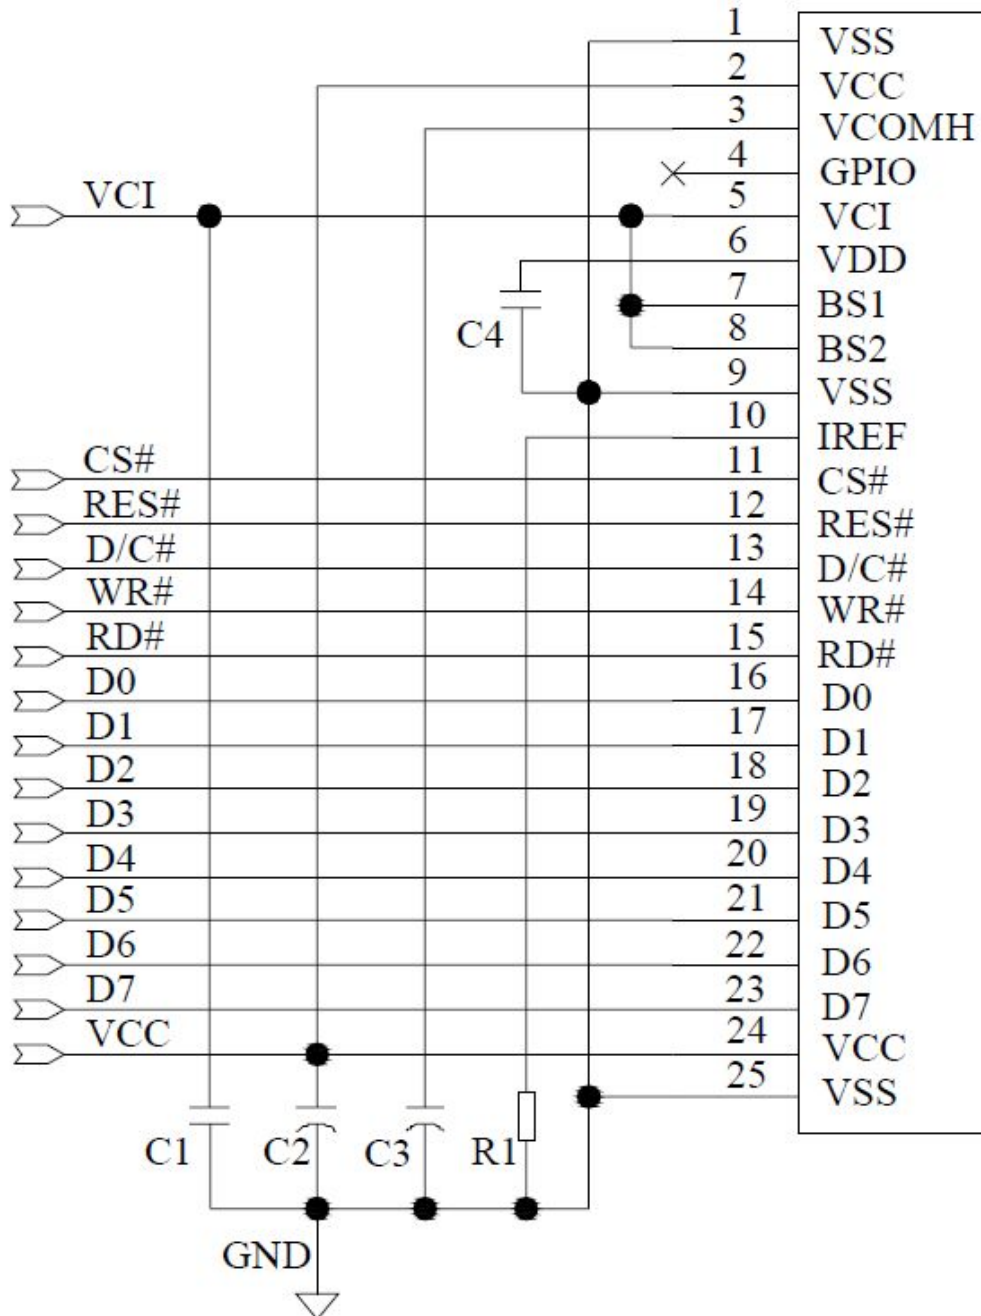 1 VSS
2 VCC
3 VCOMH
4 GPIO
VCI 5 VCI
6 VDD
7 BS1
C4 8 BS2
9 VSS
10 IREF
CS# 11 CS#
RES# 12 RES#
D/C# 13 D/C#
WR# 14 WR#
RD# 15 RD#
D0 16 D0
D1 17 D1
D2 18 D2
D3 19 D3
D4 20 D4
D5 21 D5
D6 22 D6
D7 23 D7
VCC 24 VCC
25 VSS
C1 C2 C3 R1
GND